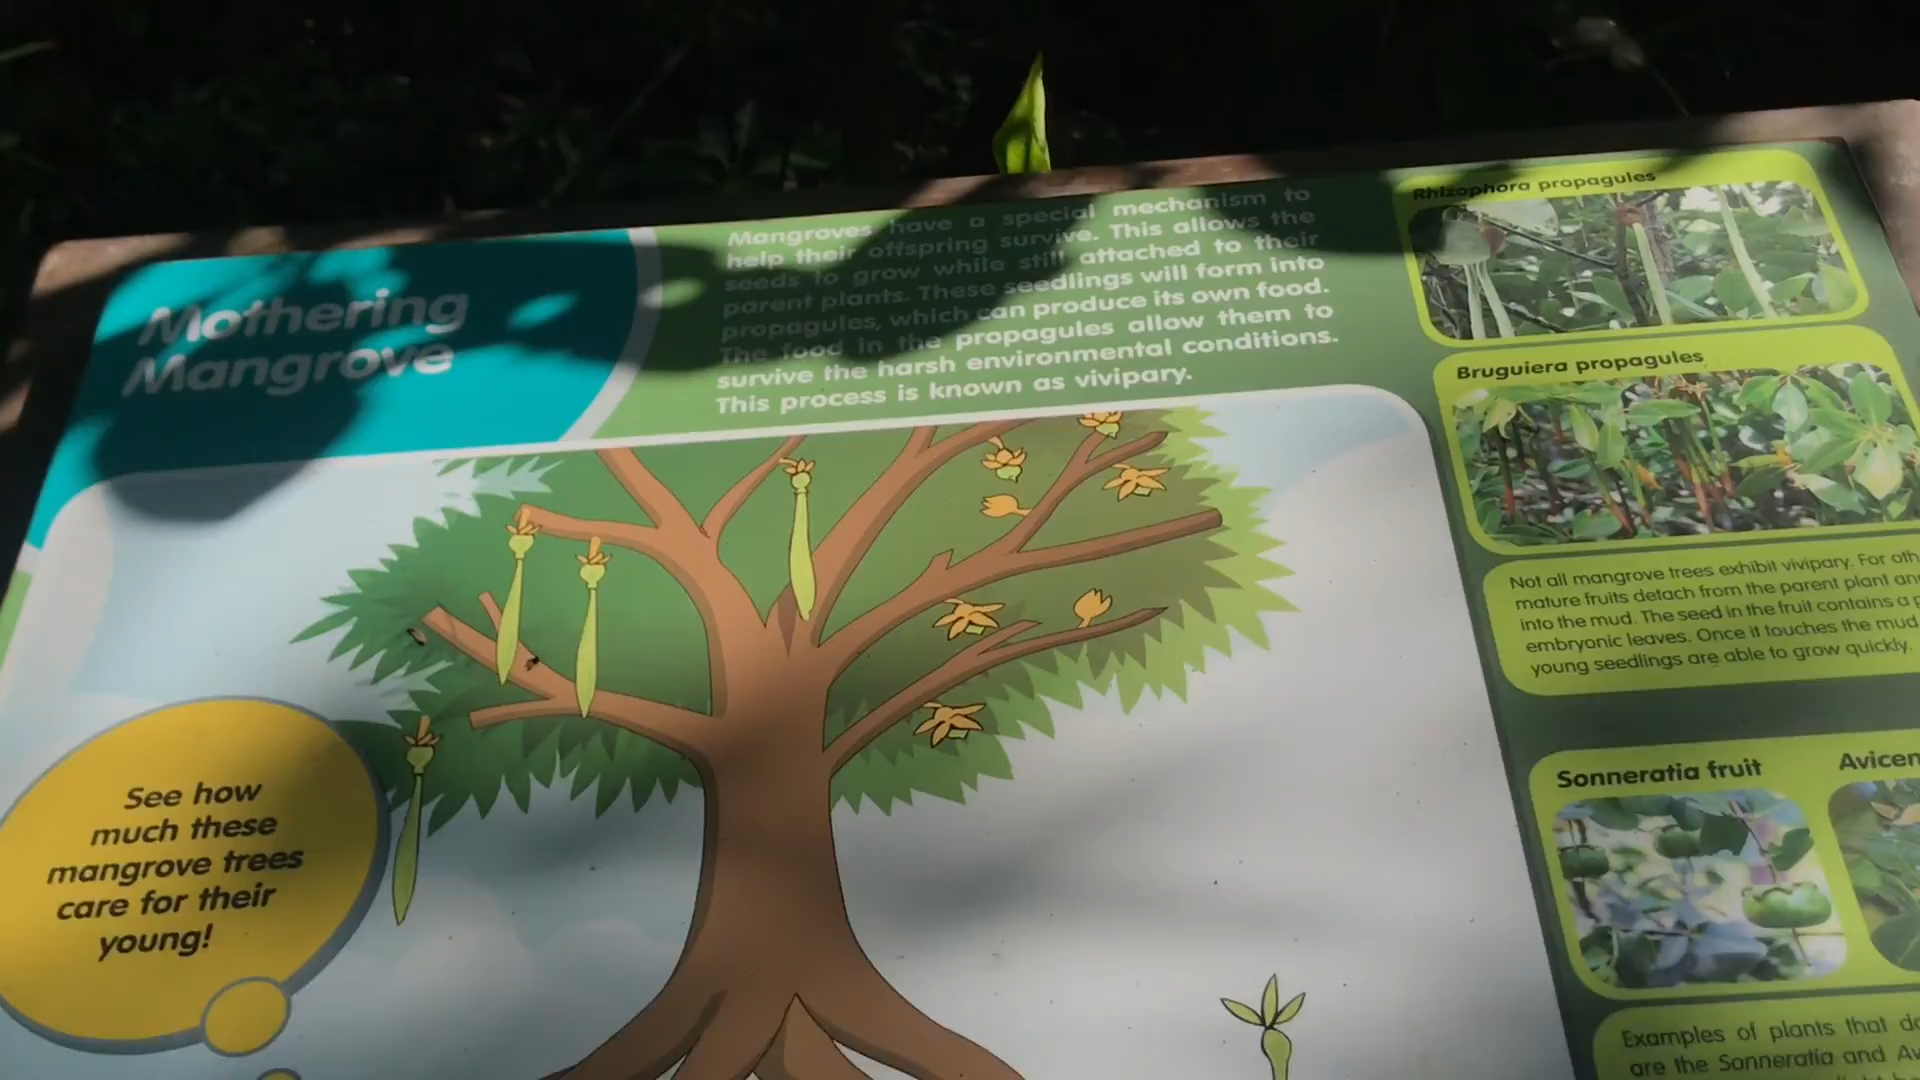 Mothering
Mangrove
Mangroves have a special mechanism to
help their offspring survive. This allows the
seeds to grow while still attached to their
parent plants. These seedlings will form into
propagules, which can produce its own food.
The food in the propagules allow them to
survive the harsh environmental conditions.
This process is known as vivipary.
See how
much these
mangrove trees
care for their
young!
Rhizophora propagules
Bruguiera propagules
Not all mangrove trees exhibit vivipary. For
mature fruits detach from the parent plant
into the mud. The seed in the fruit contains a
embryonic leaves. Once it touches the mud
young seedlings are able to grow quickly.
Sonneratia fruit
Examples of plants that
are the Sonneratia and